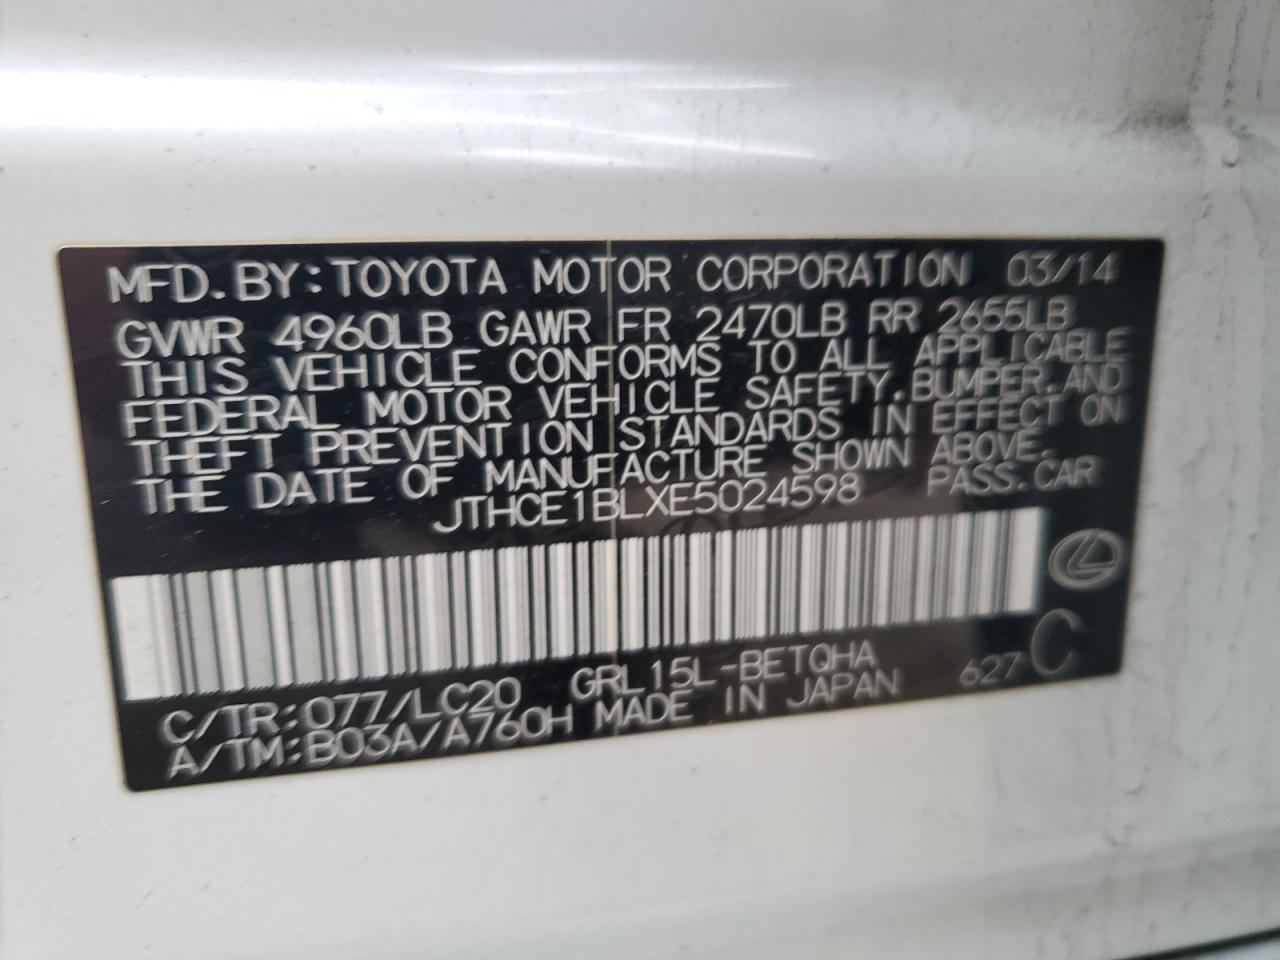 MFD. BY: TOYOTA MOTOR CORPORATION 03/14
GVWR 4960LB GAWR FR 2470LB RR 2655LB
THIS VEHICLE CONFORMS TO ALL APPLICABLE
FEDERAL MOTOR VEHICLE SAFETY, BUMPER, AND
THEFT PREVENTION STANDARDS IN EFFECT ON
THE DATE OF MANUFACTURE SHOWN ABOVE.
JTHCE1BLXE5024598 PASS. CAR
C/TR: 077/LC20 GRL15L-BETQHA 627 C
A/TM: B03A/A760H MADE IN JAPAN